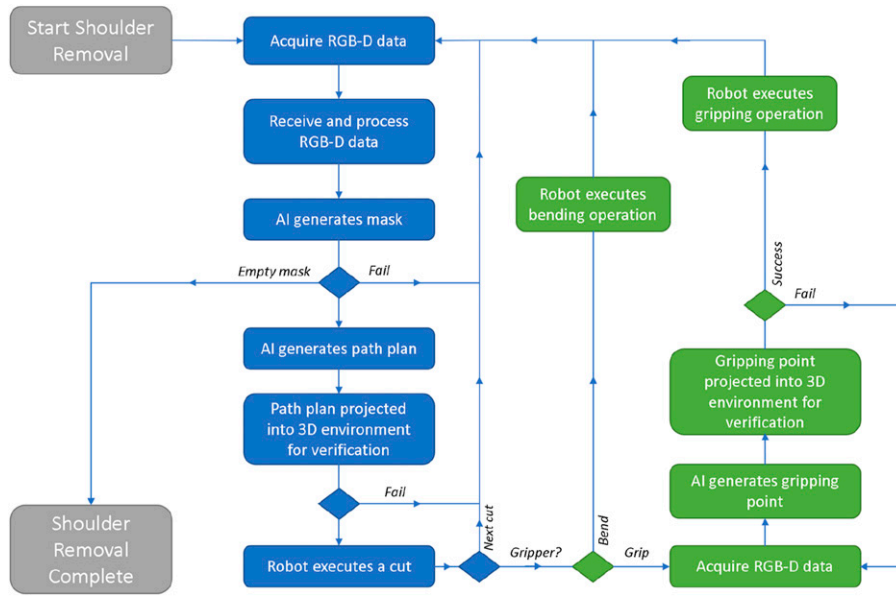 Start Shoulder
Removal
Acquire RGB-D data
Receive and process
RGB-D data
AI generates mask
Empty mask
Fail
AI generates path plan
Path plan projected
into 3D environment
for verification
Fail
Robot executes a cut
Shoulder
Removal
Complete
Next cut
Gripper?
Bend
Grip
Robot executes
bending operation
Robot executes
gripping operation
Success
Fail
Gripping point
projected into 3D
environment for
verification
AI generates gripping
point
Acquire RGB-D data